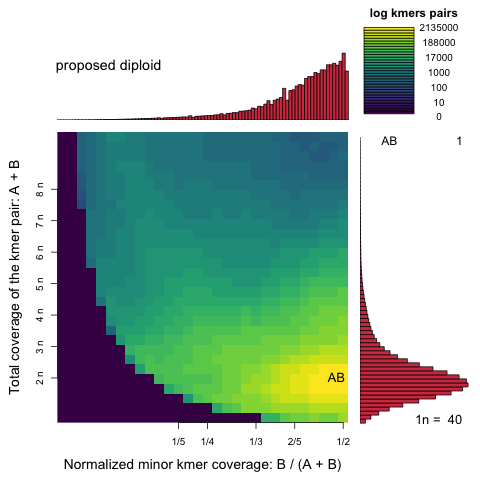 log kmers pairs
2135000
188000
17000
1000
100
10
0
proposed diploid
AB 1
Total coverage of the kmer pair: A + B
8 n
7 n
6 n
5 n
4 n
3 n
2 n
AB
1n = 40
1/5 1/4 1/3 2/5 1/2
Normalized minor kmer coverage: B / (A + B)